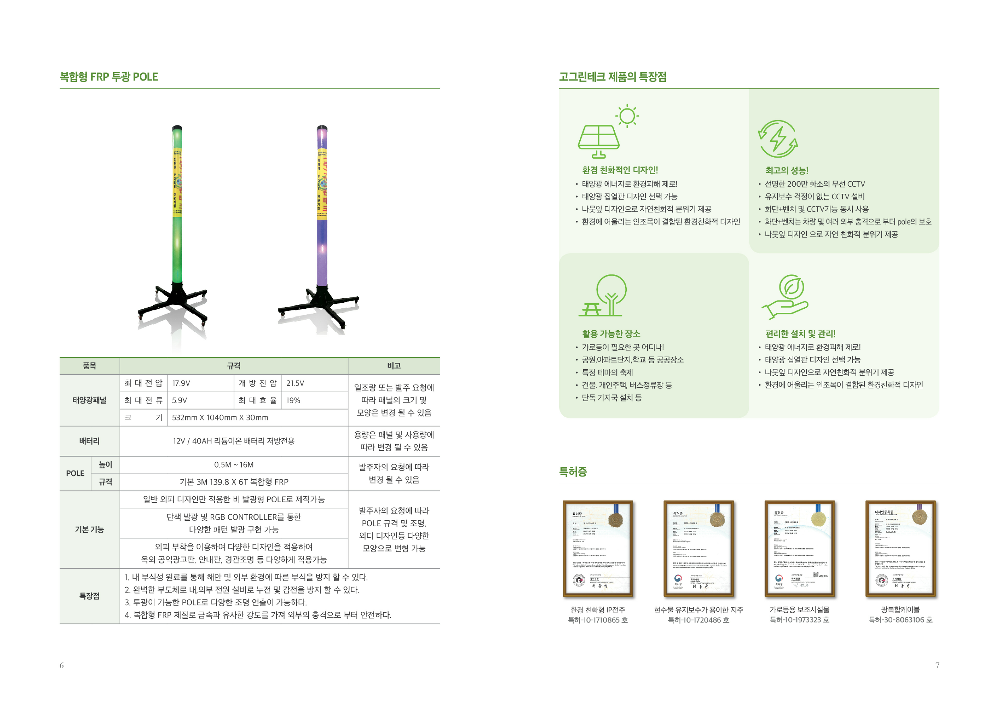 복합형 FRP 투광 POLE
친환경 POLE 전문기업
품목 규격 비고
태양광패널
최대전압 17.9V 개방전압 21.5V
최대전류 5.9V 최대효율 19%
크 기 532mm X 1040mm X 30mm
일조량 또는 발주 요청에
따라 패널의 크기 및
모양은 변경 될 수 있음
배터리
12V / 40AH 리튬이온 배터리 저방전용
용량은 패널 및 사용량에
따라 변경 될 수 있음
POLE
높이 0.5M ~ 16M
규격 기본 3M 139.8 X 6T 복합형 FRP
발주자의 요청에 따라
변경 될 수 있음
기본 기능
일반 외피 디자인만 적용한 비 발광형 POLE로 제작가능
단색 발광 및 RGB CONTROLLER를 통한
다양한 패턴 발광 구현 가능
외피 부착을 이용하여 다양한 디자인을 적용하여
옥외 공익광고판, 안내판, 경관조명 등 다양하게 적용가능
발주자의 요청에 따라
POLE 규격 및 조명,
외디 디자인등 다양한
모양으로 변형 가능
특장점
1. 내 부식성 원료를 통해 해안 및 외부 환경에 따른 부식을 방지 할 수 있다.
2. 완벽한 부도체로 내,외부 전원 설비로 누전 및 감전을 방지 할 수 있다.
3. 투광이 가능한 POLE로 다양한 조명 연출이 가능하다.
4. 복합형 FRP 제질로 금속과 유사한 강도를 가져 외부의 충격으로 부터 안전하다.
6
고그린테크 제품의 특장점
환경 친화적인 디자인!
• 태양광 에너지로 환경피해 제로!
• 태양광 집열판 디자인 선택 가능
• 나뭇잎 디자인으로 자연친화적 분위기 제공
• 환경에 어울리는 인조목이 결합된 환경친화적 디자인
최고의 성능!
• 선명한 200만 화소의 무선 CCTV
• 유지보수 걱정이 없는 CCTV 설비
• 화단+벤치 및 CCTV기능 동시 사용
• 화단+벤치는 차량 및 여러 외부 충격으로 부터 pole의 보호
• 나뭇잎 디자인 으로 자연 친화적 분위기 제공
활용 가능한 장소
• 가로등이 필요한 곳 어디나!
• 공원,아파트단지,학교 등 공공장소
• 특정 테마의 축제
• 건물, 개인주택, 버스정류장 등
• 단독 기지국 설치 등
편리한 설치 및 관리!
• 태양광 에너지로 환경피해 제로!
• 태양광 집열판 디자인 선택 가능
• 나뭇잎 디자인으로 자연친화적 분위기 제공
• 환경에 어울리는 인조목이 결합된 환경친화적 디자인
특허증
특허증
특허증
특허증
디자인등록증
환경 친화형 IP전주
특허-10-1710865 호
현수물 유지보수가 용이한 지주
특허-10-1720486 호
가로등용 보조시설물
특허-10-1973323 호
광복합케이블
특허-30-8063106 호
7